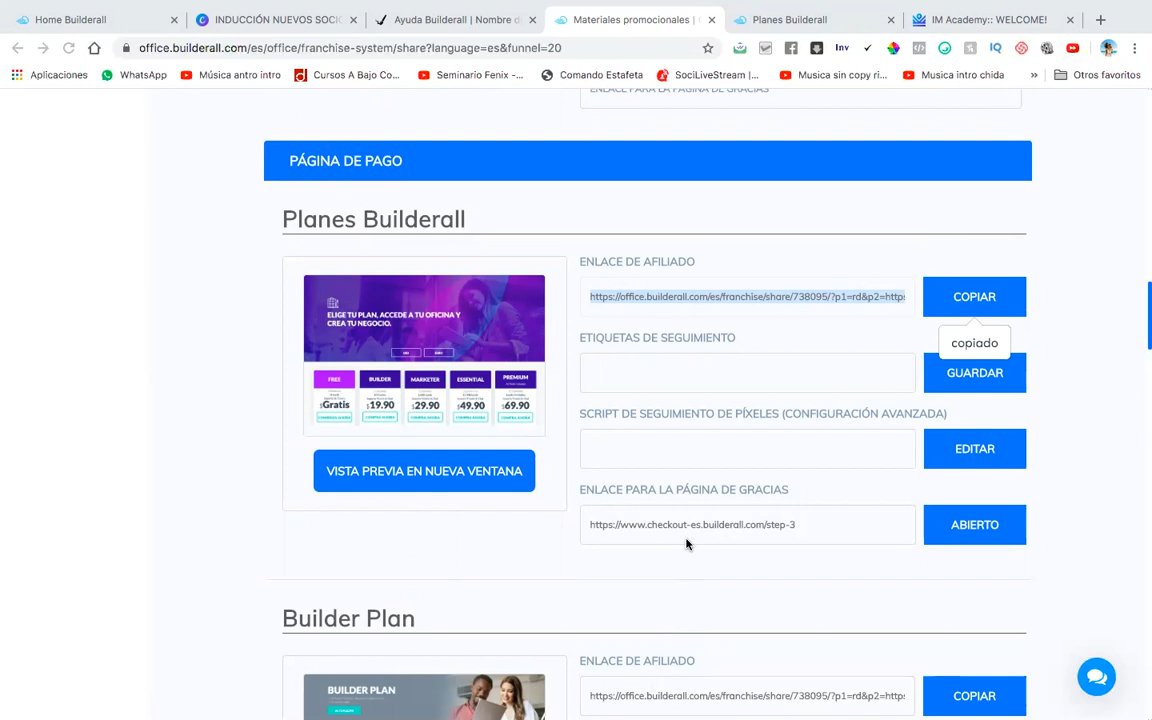 Home Builderall
INDUCCIÓN NUEVOS SOCI
Ayuda Builderall | Nombre d
Materiales promocionales |
Planes Builderall
IM Academy:: WELCOME!
office.builderall.com/es/office/franchise-system/share?language=es&funnel=20
Inv
IQ
Aplicaciones
WhatsApp
Música antro intro
Cursos A Bajo Co...
Seminario Fenix -...
Comando Estafeta
SociLiveStream |...
Musica sin copy ri...
Musica intro chida
»
Otros favoritos
ENLACE PARA LA PÁGINA DE GRACIAS
PÁGINA DE PAGO
Planes Builderall
ELIGE TU PLAN, ACCEDE A TU OFICINA Y
CREA TU NEGOCIO.
FREE BUILDER MARKETER ESSENTIAL PREMIUM
$Gratis $19.90 $29.90 $49.90 $69.90
VISTA PREVIA EN NUEVA VENTANA
ENLACE DE AFILIADO
https://office.builderall.com/es/franchise/share/738095/?p1=rd&p2=https
COPIAR
copiado
ETIQUETAS DE SEGUIMIENTO
GUARDAR
SCRIPT DE SEGUIMIENTO DE PÍXELES (CONFIGURACIÓN AVANZADA)
EDITAR
ENLACE PARA LA PÁGINA DE GRACIAS
https://www.checkout-es.builderall.com/step-3
ABIERTO
Builder Plan
BUILDER PLAN
ENLACE DE AFILIADO
https://office.builderall.com/es/franchise/share/738095/?p1=rd&p2=https
COPIAR